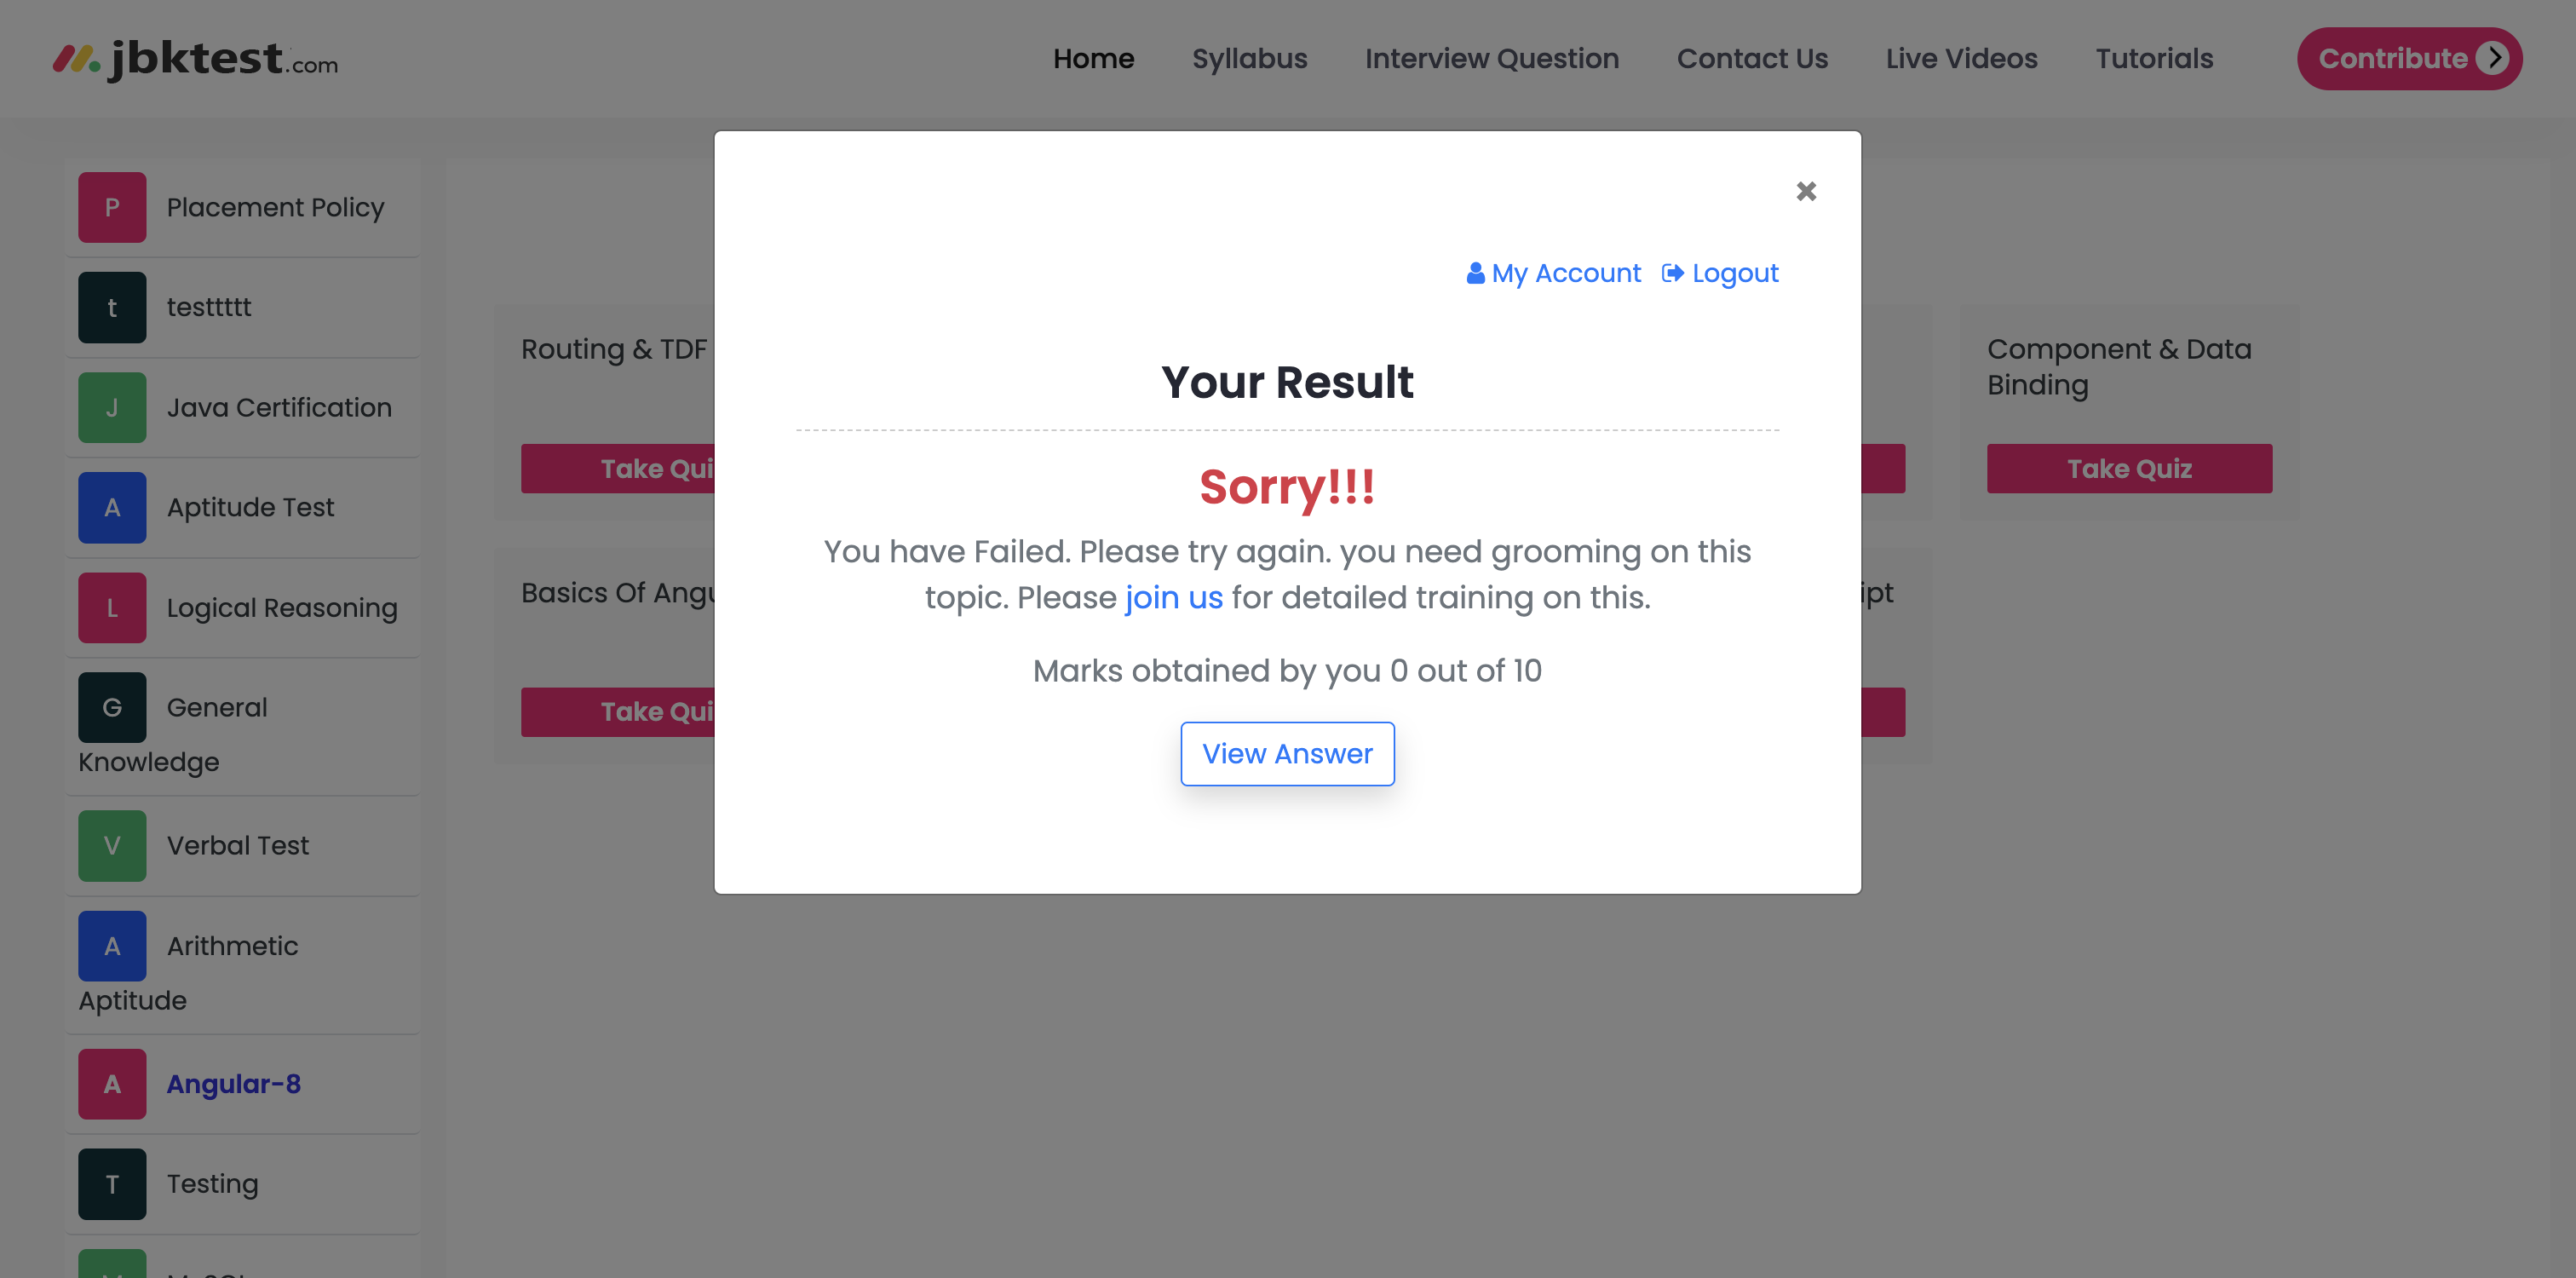 jbktest.com
Home Syllabus Interview Question Contact Us Live Videos Tutorials Contribute
P Placement Policy
t testtttt
J Java Certification
A Aptitude Test
L Logical Reasoning
G General
Knowledge
V Verbal Test
A Arithmetic
Aptitude
A Angular-8
T Testing
Routing & TDF
Take Qui
Basics Of Angu
Take Qui
My Account Logout
Your Result
Sorry!!!
You have Failed. Please try again. you need grooming on this
topic. Please join us for detailed training on this.
Marks obtained by you 0 out of 10
View Answer
Component & Data
Binding
Take Quiz
ipt